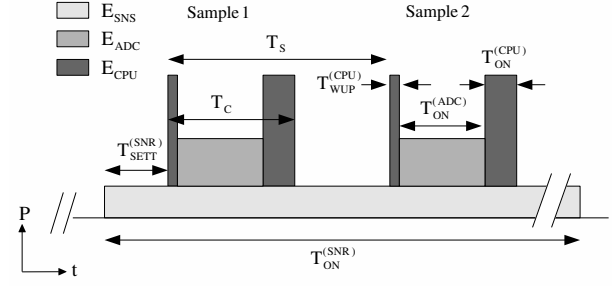 E_SNS
E_ADC
E_CPU
Sample 1
Sample 2
T_S
T_WUP^(CPU)
T_ON^(CPU)
T_C
T_ON^(ADC)
T_SETT^(SNR)
P
t
T_ON^(SNR)